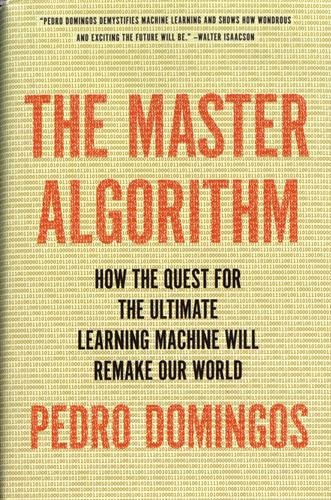 "PEDRO DOMINGOS DEMYSTIFIES MACHINE LEARNING AND SHOWS HOW WONDROUS
AND EXCITING THE FUTURE WILL BE." —WALTER ISAACSON
THE MASTER
ALGORITHM
HOW THE QUEST FOR
THE ULTIMATE
LEARNING MACHINE WILL
REMAKE OUR WORLD
PEDRO DOMINGOS